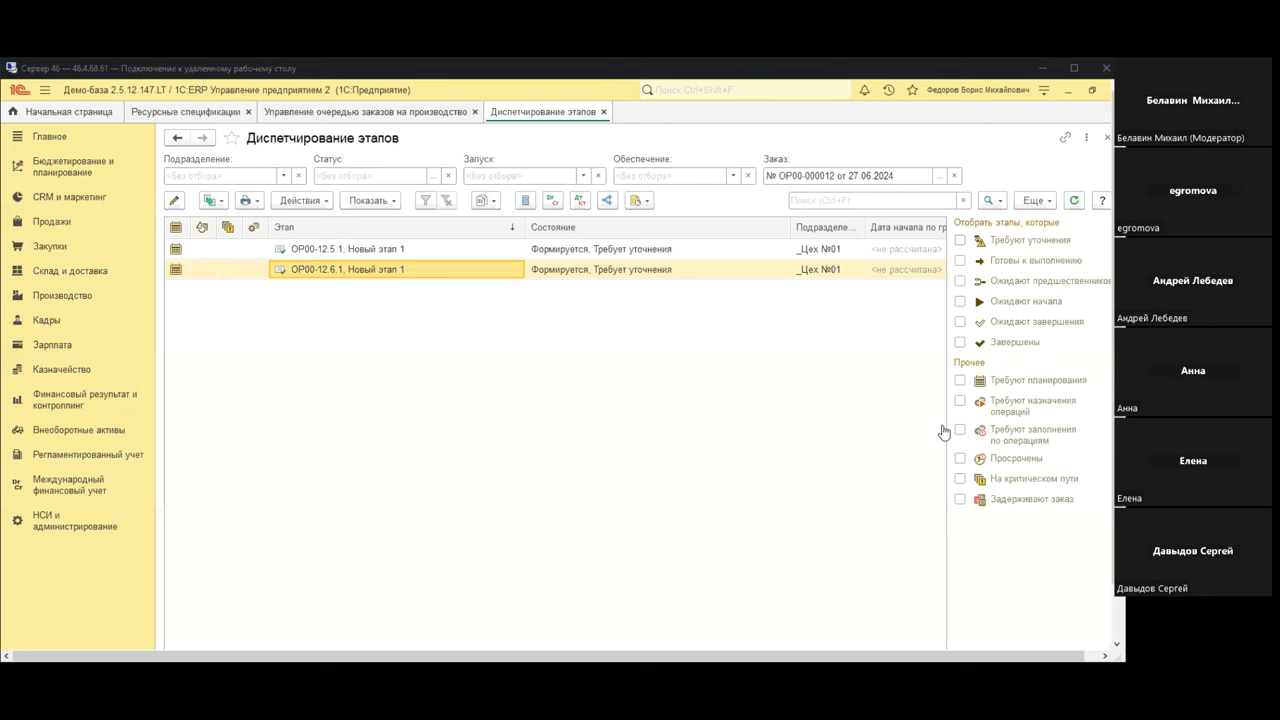 Сервер 46 — 46.4.68.61 — Подключение к удаленному рабочему столу
Демо-база 2.5.12.147.LT / 1С:ERP Управление предприятием 2 (1С:Предприятие)
Поиск Ctrl+Shift+F
Федоров Борис Михайлович
Начальная страница
Ресурсные спецификации
Управление очередью заказов на производство
Диспетчирование этапов
Главное
Бюджетирование и
планирование
CRM и маркетинг
Продажи
Закупки
Склад и доставка
Производство
Кадры
Зарплата
Казначейство
Финансовый результат и
контроллинг
Внеоборотные активы
Регламентированный учет
Международный
финансовый учет
НСИ и
администрирование
Диспетчирование этапов
Подразделение: Статус: Запуск: Обеспечение: Заказ:
<без отбора> <без отбора> <без отбора> <без отбора> № ОР00-000012 от 27.06.2024
Действия Показать Поиск (Ctrl+F) Еще ?
Этап Состояние Подразделе... Дата начала по гр
ОР00-12.5.1, Новый этап 1 Формируется, Требует уточнения _Цех №01 <не рассчитана>
ОР00-12.6.1, Новый этап 1 Формируется, Требует уточнения _Цех №01 <не рассчитана>
Отобрать этапы, которые
Требуют уточнения
Готовы к выполнению
Ожидают предшественников
Ожидают начала
Ожидают завершения
Завершены
Прочее
Требуют планирования
Требуют назначения
операций
Требуют заполнения
по операциям
Просрочены
На критическом пути
Задерживают заказ
Белавин Михаил...
Белавин Михаил (Модератор)
egromova
egromova
Андрей Лебедев
Андрей Лебедев
Анна
Анна
Елена
Елена
Давыдов Сергей
Давыдов Сергей